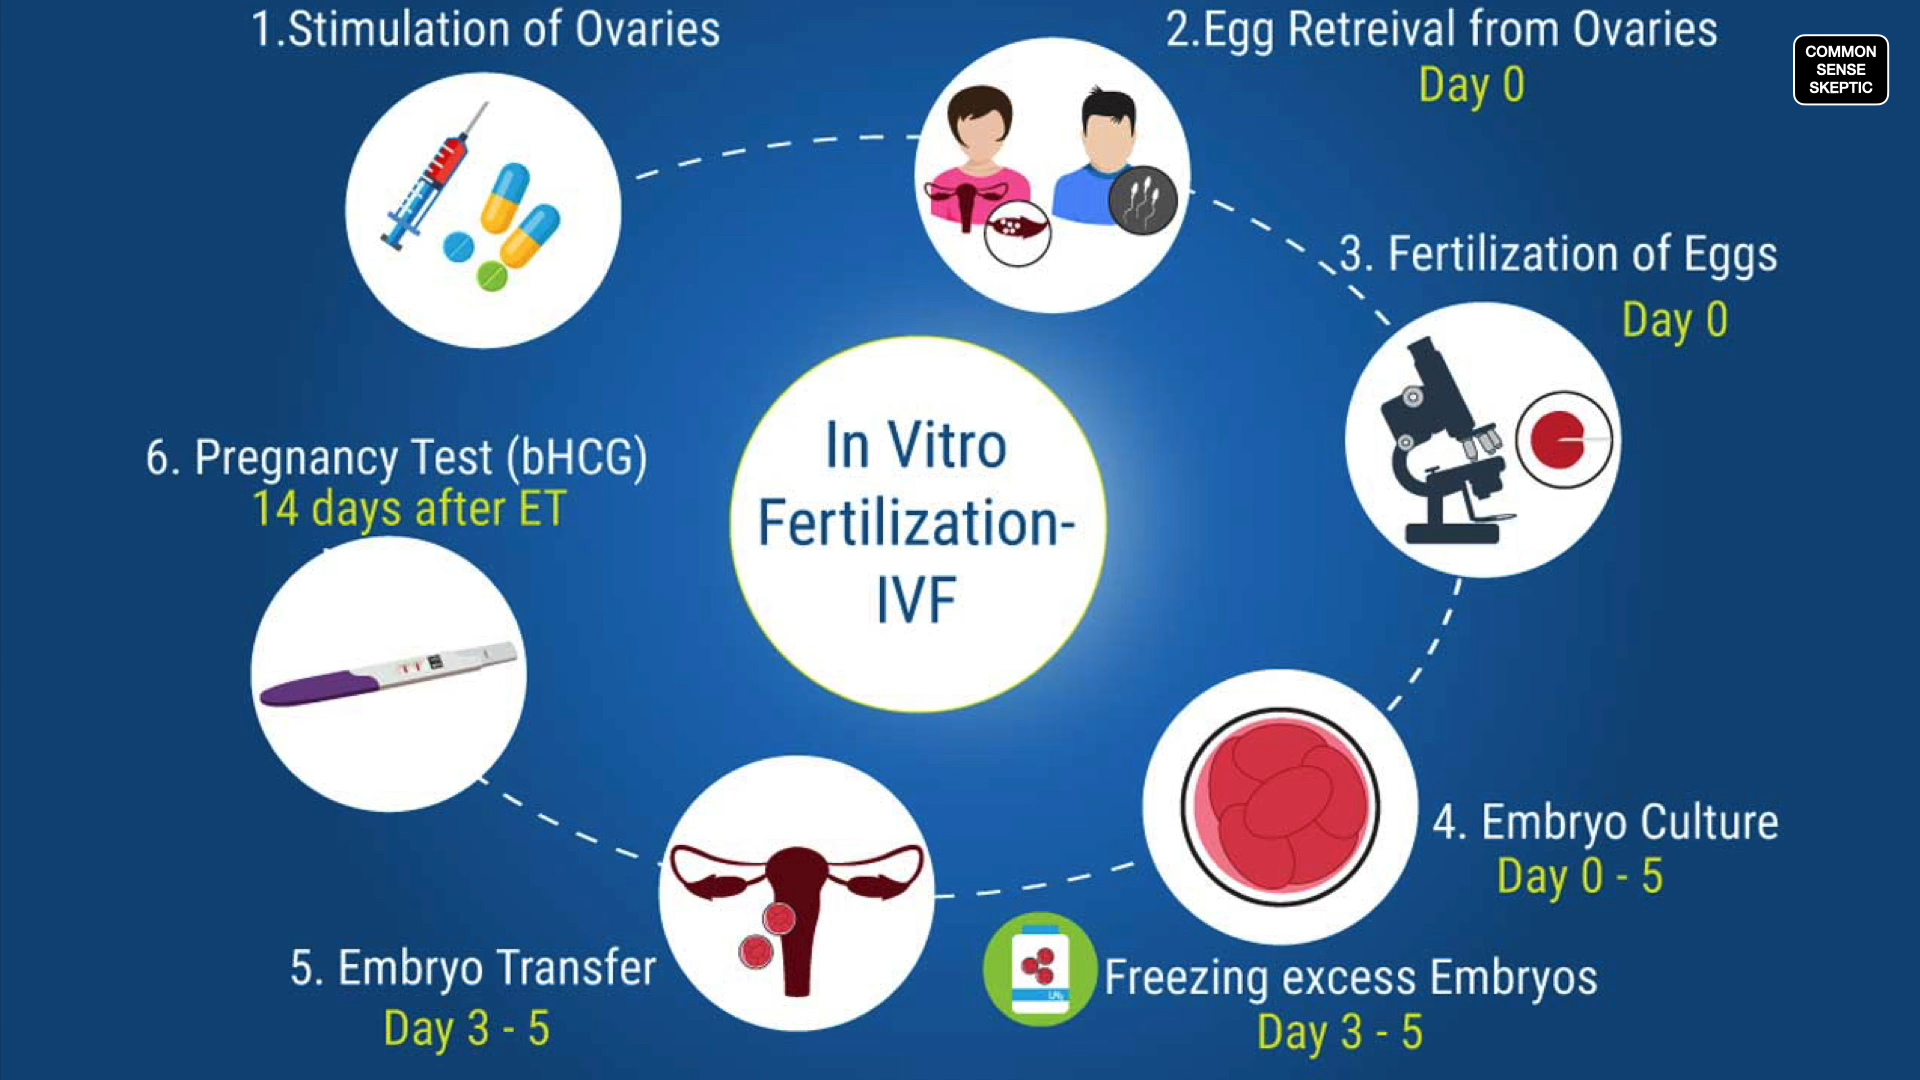 1.Stimulation of Ovaries
2.Egg Retreival from Ovaries
Day 0
COMMON
SENSE
SKEPTIC
3. Fertilization of Eggs
Day 0
In Vitro
Fertilization-
IVF
6. Pregnancy Test (bHCG)
14 days after ET
4. Embryo Culture
Day 0 - 5
5. Embryo Transfer
Day 3 - 5
Freezing excess Embryos
Day 3 - 5